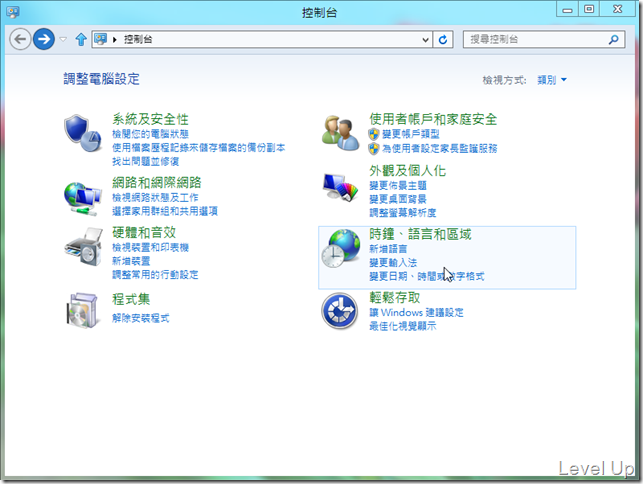 控制台
控制台
搜尋控制台
調整電腦設定
檢視方式: 類別
系統及安全性
檢閱您的電腦狀態
使用檔案歷程記錄來儲存檔案的備份副本
找出問題並修復
網路和網際網路
檢視網路狀態及工作
選擇家用群組和共用選項
硬體和音效
檢視裝置和印表機
新增裝置
調整常用的行動設定
程式集
解除安裝程式
使用者帳戶和家庭安全
變更帳戶類型
為使用者設定家長監護服務
外觀及個人化
變更佈景主題
變更桌面背景
調整螢幕解析度
時鐘、語言和區域
新增語言
變更輸入法
變更日期、時間或數字格式
輕鬆存取
讓 Windows 建議設定
最佳化視覺顯示
Level Up